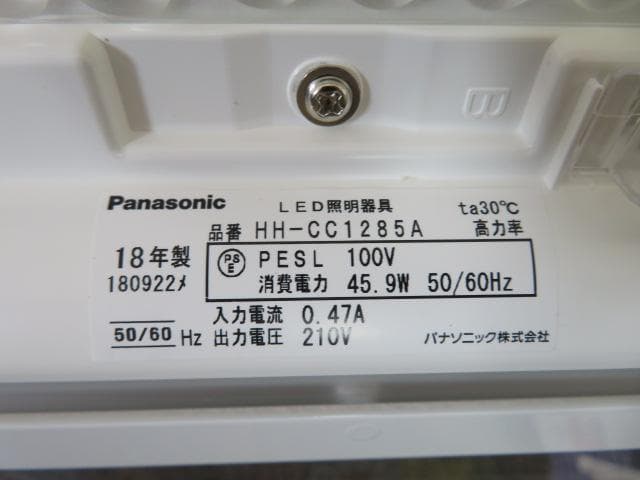 Panasonic LED照明器具 ta30℃
品番 HH-CC1285A 高力率
18年製 PSE PESL 100V
180922ﾒ 消費電力 45.9W 50/60Hz
入力電流 0.47A
50/60 Hz 出力電圧 210V パナソニック株式会社